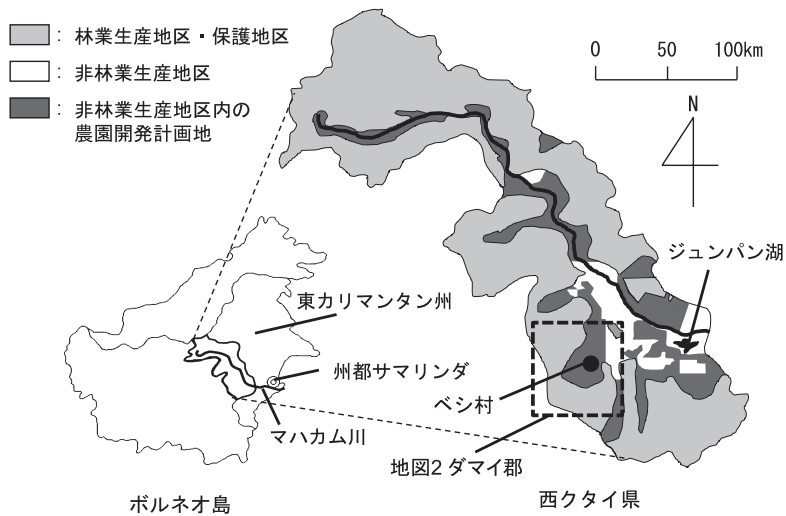 ：林業生産地区・保護地区
：非林業生産地区
：非林業生産地区内の
農園開発計画地
0 50 100km
N
ジュンパン湖
東カリマンタン州
州都サマリンダ
ベシ村
マハカム川
地図2 ダマイ郡
ボルネオ島
西クタイ県